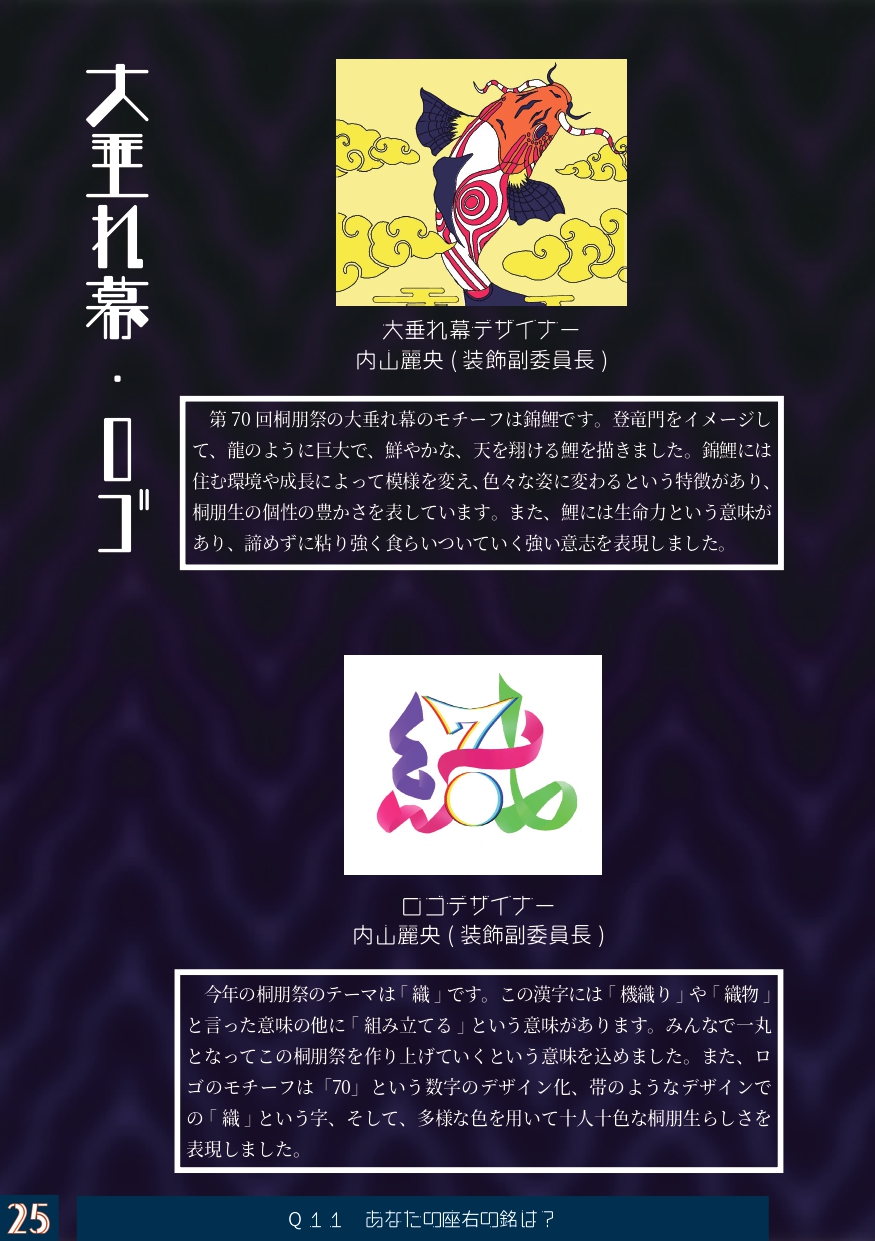 大垂れ幕・ロゴ
大垂れ幕デザイナー
内山麗央 ( 装飾副委員長 )
第 70 回桐朋祭の大垂れ幕のモチーフは錦鯉です。登竜門をイメージし
て、龍のように巨大で、鮮やかな、天を翔ける鯉を描きました。錦鯉には
住む環境や成長によって模様を変え、色々な姿に変わるという特徴があり、
桐朋生の個性の豊かさを表しています。また、鯉には生命力という意味が
あり、諦めずに粘り強く食らいついていく強い意志を表現しました。
70
ロゴデザイナー
内山麗央 ( 装飾副委員長 )
今年の桐朋祭のテーマは「 織 」です。この漢字には「 機織り 」や「 織物 」
と言った意味の他に「 組み立てる 」という意味があります。みんなで一丸
となってこの桐朋祭を作り上げていくという意味を込めました。また、ロ
ゴのモチーフは「70」という数字のデザイン化、帯のようなデザインで
の「 織 」という字、そして、多様な色を用いて十人十色な桐朋生らしさを
表現しました。
25
Q１１　あなたの座右の銘は？